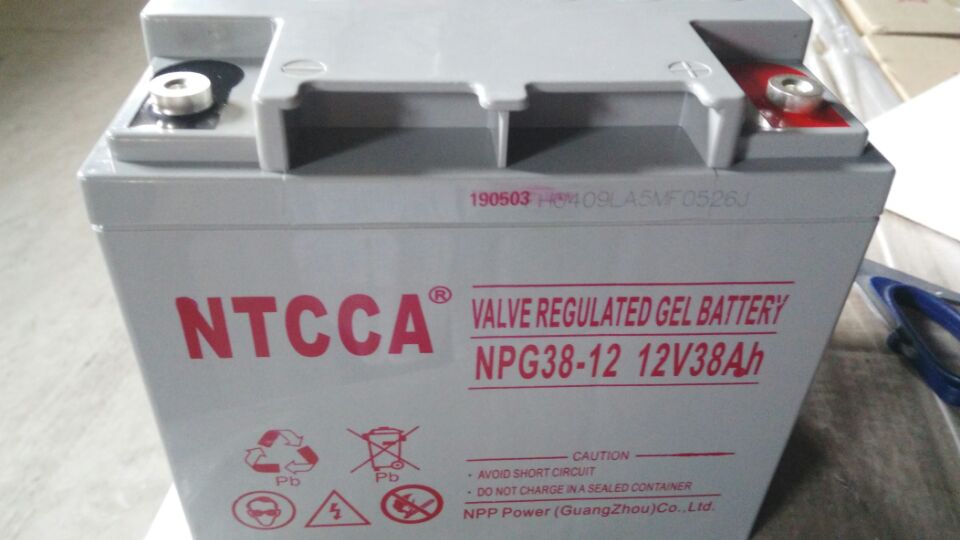 190503 H0409LA5MF0526J
NTCCA®
VALVE REGULATED GEL BATTERY
NPG38-12 12V38Ah
CAUTION
· AVOID SHORT CIRCUIT
· DO NOT CHARGE IN A SEALED CONTAINER
NPP Power (GuangZhou)Co.,Ltd.
Pb
Pb